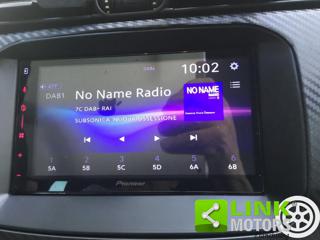 10:02
ATT
DAB1
No Name Radio
7C DAB+ RAI
SUBSONICA, NUOVA OSSESSIONE
NO NAME
1 2 3 4 5 6
5A 5B 5C 5D 6A 6B
Pioneer
LINK
MOTORS